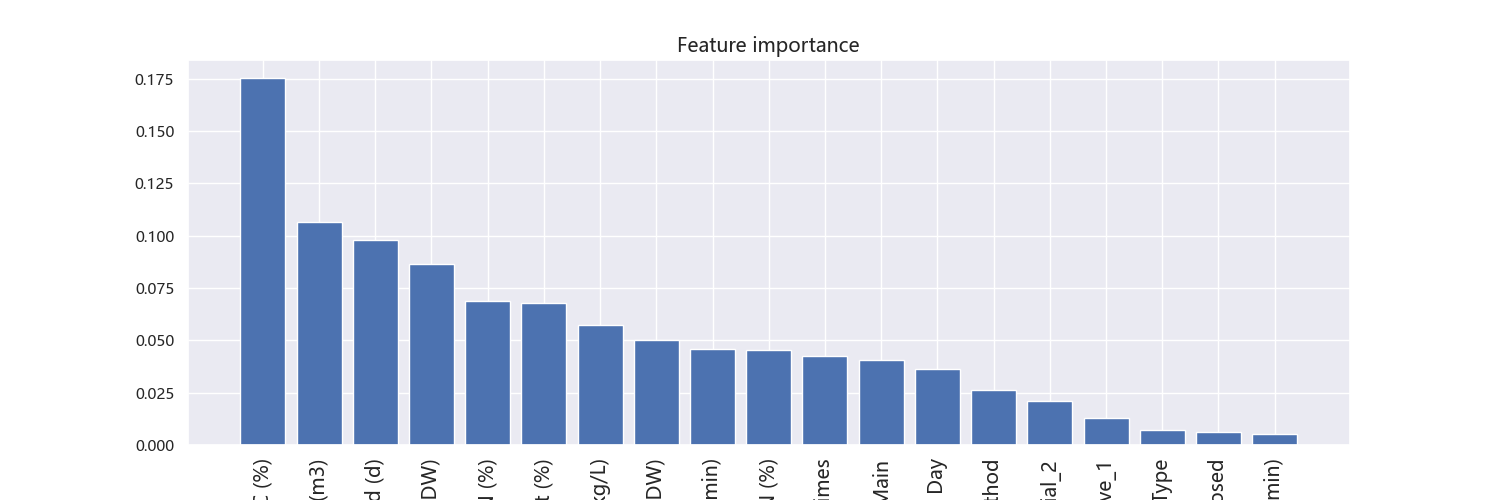 Feature importance
0.175
0.150
0.125
0.100
0.075
0.050
0.025
0.000
(%)
(m3)
d (d)
DW)
N (%)
t (%)
kg/L)
DW)
min)
N (%)
imes
Main
Day
thod
ial_2
ve_1
Type
osed
min)